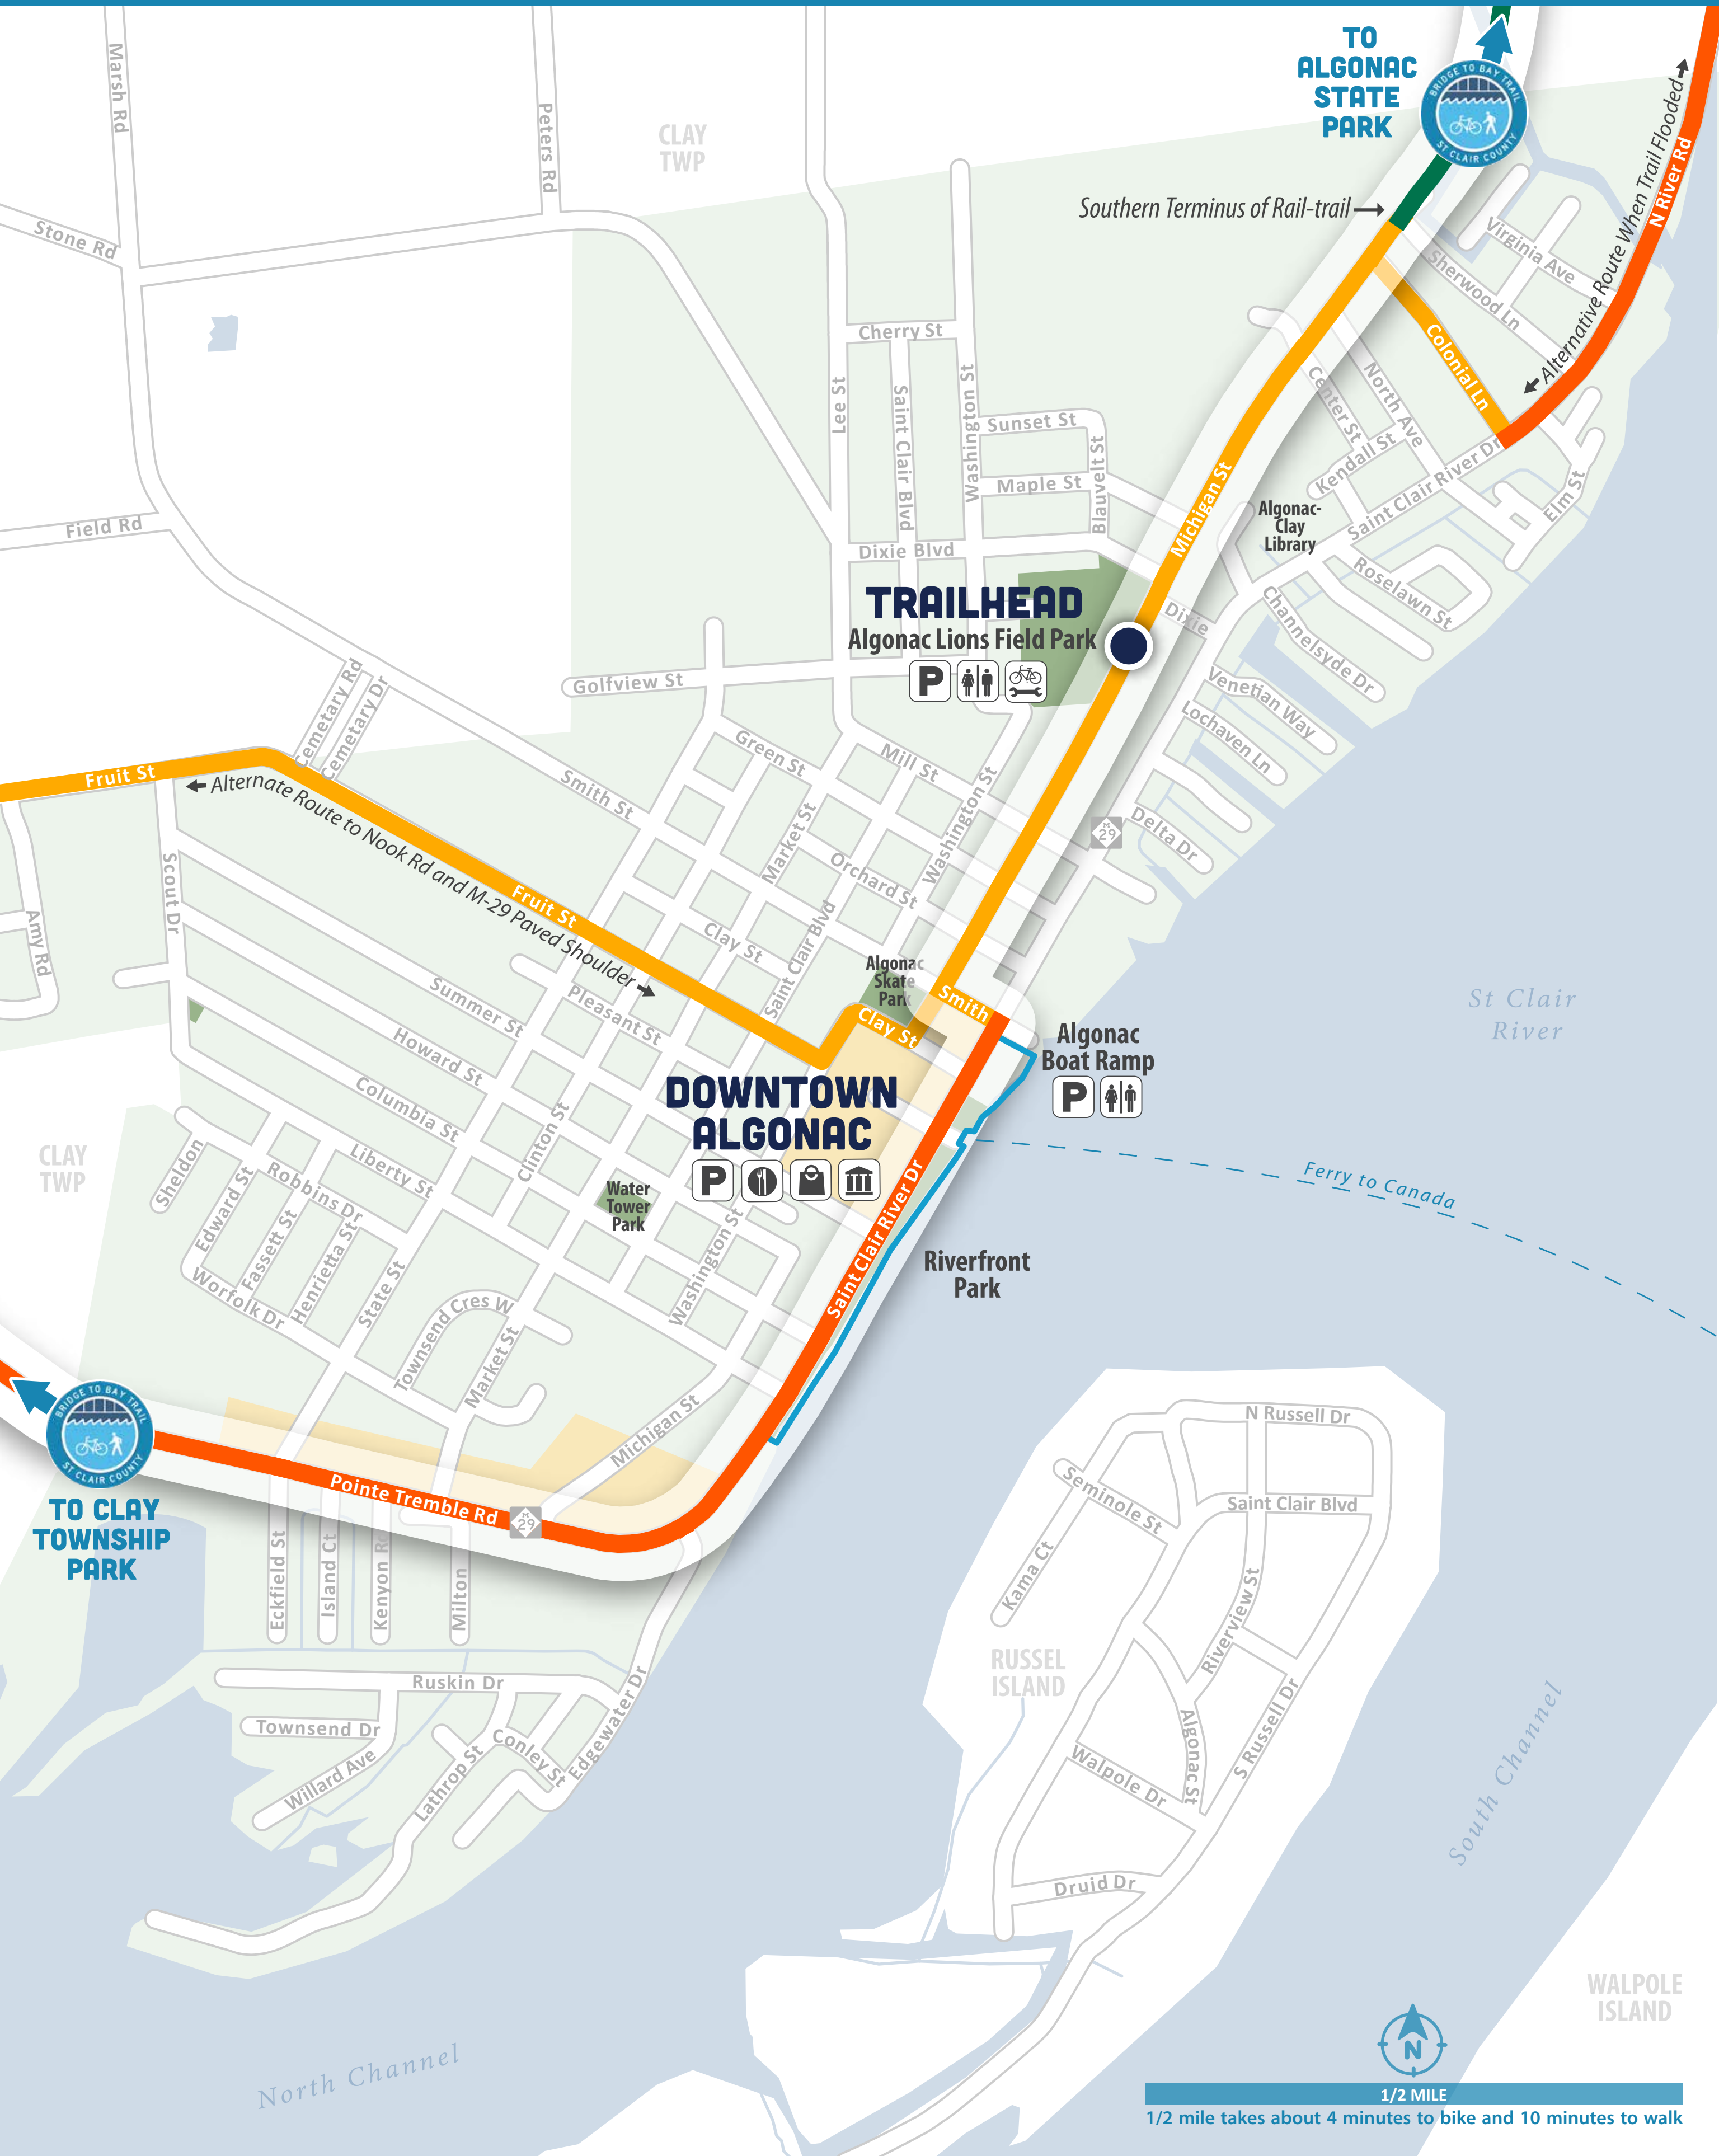 TO
ALGONAC
STATE
PARK
BRIDGE TO BAY TRAIL
ST CLAIR COUNTY
Marsh Rd
Peters Rd
CLAY
TWP
Stone Rd
Southern Terminus of Rail-trail
Alternative Route When Trail Flooded
N River Rd
Virginia Ave
Sherwood Ln
Colonial Ln
Cherry St
Lee St
Saint Clair Blvd
Washington St
Sunset St
Maple St
Blauvelt St
Dixie Blvd
Center St
North Ave
Kendall St
Saint Clair River Dr
Elm St
Michigan St
Algonac-
Clay
Library
Roselawn St
Channelsyde Dr
Field Rd
TRAILHEAD
Algonac Lions Field Park
P
Dixie
Venetian Way
Lochaven Ln
Golfview St
Cemetary Rd
Cemetary Dr
Green St
Mill St
Smith St
Market St
Washington St
Orchard St
M
29
Delta Dr
Fruit St
Alternate Route to Nook Rd and M-29 Paved Shoulder
Fruit St
Scout Dr
Amy Rd
Clay St
Saint Clair Blvd
Algonac
Skate
Park
Smith
Clay St
Summer St
Pleasant St
Howard St
Columbia St
Algonac
Boat Ramp
P
St Clair
River
DOWNTOWN
ALGONAC
P
Clinton St
Liberty St
Water
Tower
Park
Ferry to Canada
CLAY
TWP
Sheldon
Edward St
Robbins Dr
Fassett St
Henrietta St
Worfolk Dr
State St
Townsend Cres W
Market St
Washington St
Saint Clair River Dr
Riverfront
Park
Michigan St
BRIDGE TO BAY TRAIL
ST CLAIR COUNTY
TO CLAY
TOWNSHIP
PARK
Pointe Tremble Rd
M
29
Eckfield St
Island Ct
Kenyon R
Milton
Ruskin Dr
Townsend Dr
Willard Ave
Lathrop St
Conley St
Edgewater Dr
N Russell Dr
Seminole St
Saint Clair Blvd
Kama Ct
Riverview St
RUSSEL
ISLAND
Algonac St
S Russell Dr
Walpole Dr
Druid Dr
South Channel
North Channel
WALPOLE
ISLAND
N
1/2 MILE
1/2 mile takes about 4 minutes to bike and 10 minutes to walk